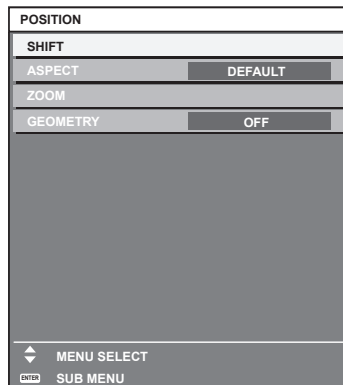 POSITION
SHIFT
ASPECT DEFAULT
ZOOM
GEOMETRY OFF
MENU SELECT
ENTER SUB MENU